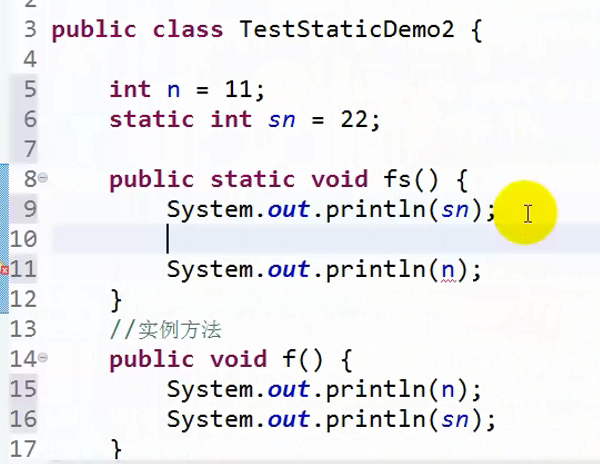 2
3 public class TestStaticDemo2 {
4
5 int n = 11;
6 static int sn = 22;
7
8 public static void fs() {
9 System.out.println(sn);
10
11 System.out.println(n);
12 }
13 //实例方法
14 public void f() {
15 System.out.println(n);
16 System.out.println(sn);
17 }